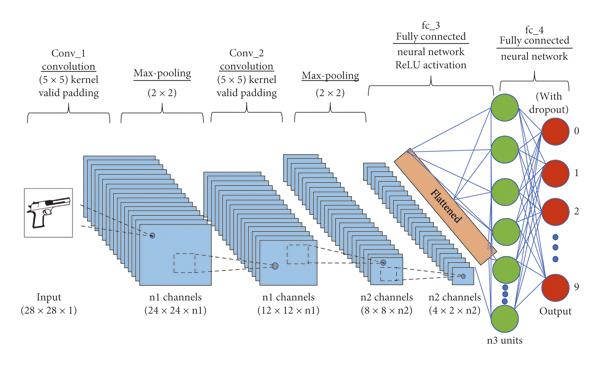 Conv_1
convolution
(5 × 5) kernel
valid padding
Max-pooling
(2 × 2)
Conv_2
convolution
(5 × 5) kernel
valid padding
Max-pooling
(2 × 2)
fc_3
Fully connected
neural network
ReLU activation
fc_4
Fully connected
neural network
(With
dropout)
0
1
2
9
Flattened
Input
(28 × 28 × 1)
n1 channels
(24 × 24 × n1)
n1 channels
(12 × 12 × n1)
n2 channels
(8 × 8 × n2)
n2 channels
(4 × 2 × n2)
n3 units
Output